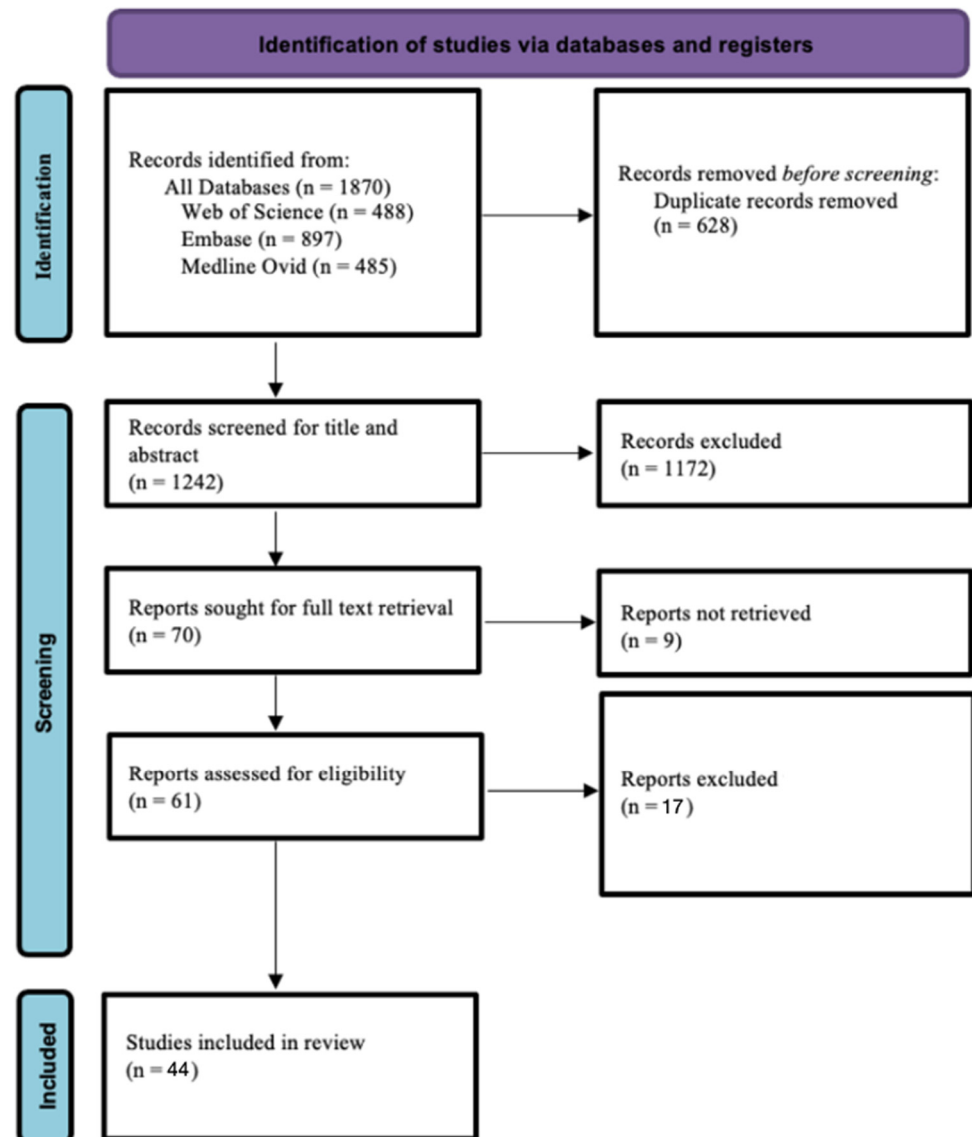 Identification of studies via databases and registers
Identification
Records identified from:
All Databases (n = 1870)
Web of Science (n = 488)
Embase (n = 897)
Medline Ovid (n = 485)
Records removed before screening:
Duplicate records removed
(n = 628)
Screening
Records screened for title and
abstract
(n = 1242)
Records excluded
(n = 1172)
Reports sought for full text retrieval
(n = 70)
Reports not retrieved
(n = 9)
Reports assessed for eligibility
(n = 61)
Reports excluded
(n = 17)
Included
Studies included in review
(n = 44)